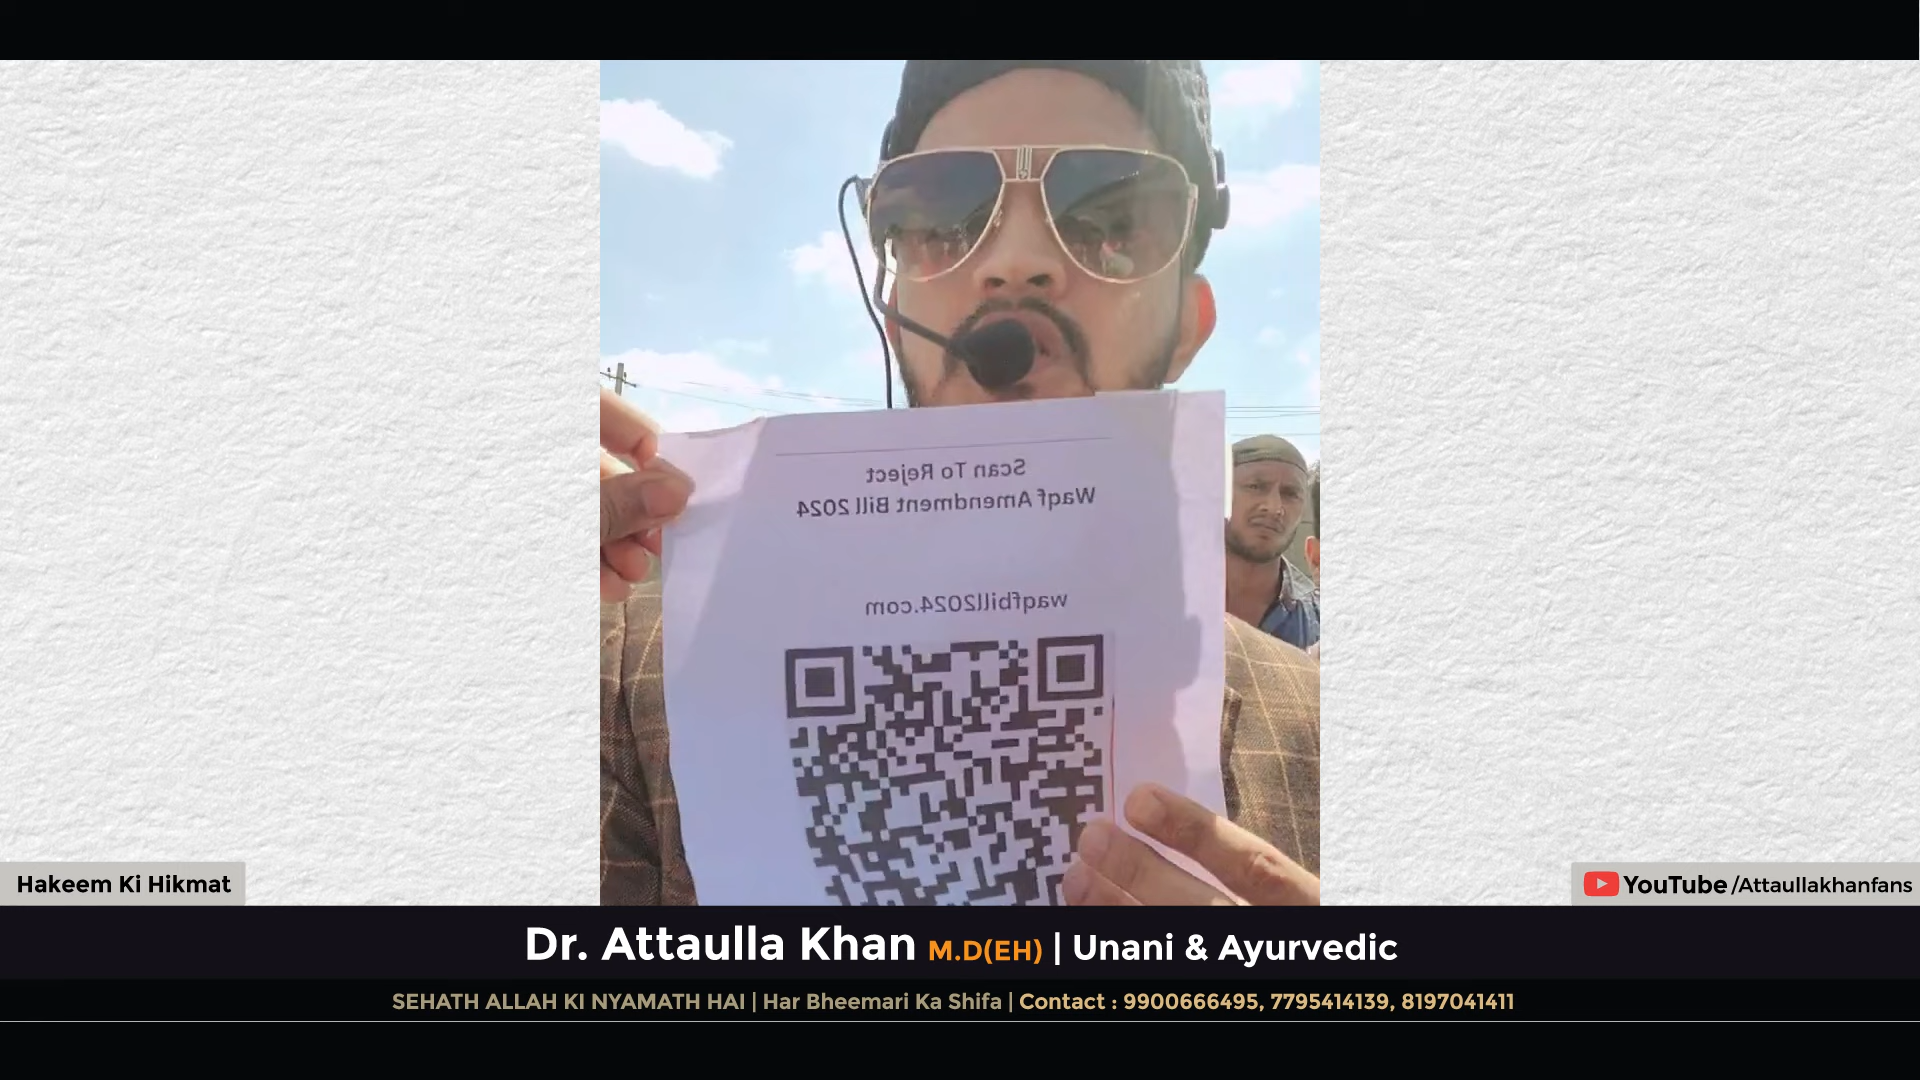 Scan To Reject
Waqf Amendment Bill 2024
waqfbill2024.com
Hakeem Ki Hikmat
YouTube /Attaullakhanfans
Dr. Attaulla Khan M.D(EH) | Unani & Ayurvedic
SEHATH ALLAH KI NYAMATH HAI | Har Bheemari Ka Shifa | Contact : 9900666495, 7795414139, 8197041411